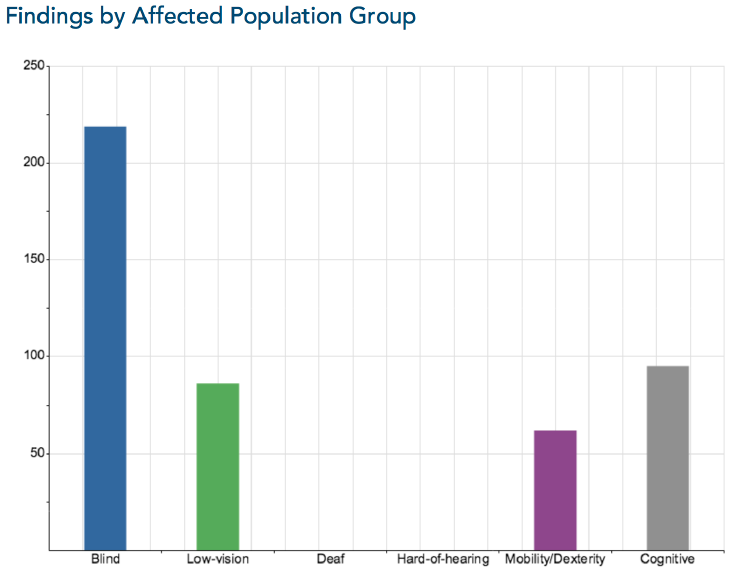 Findings by Affected Population Group
250
200
150
100
50
Blind Low-vision Deaf Hard-of-hearing Mobility/Dexterity Cognitive